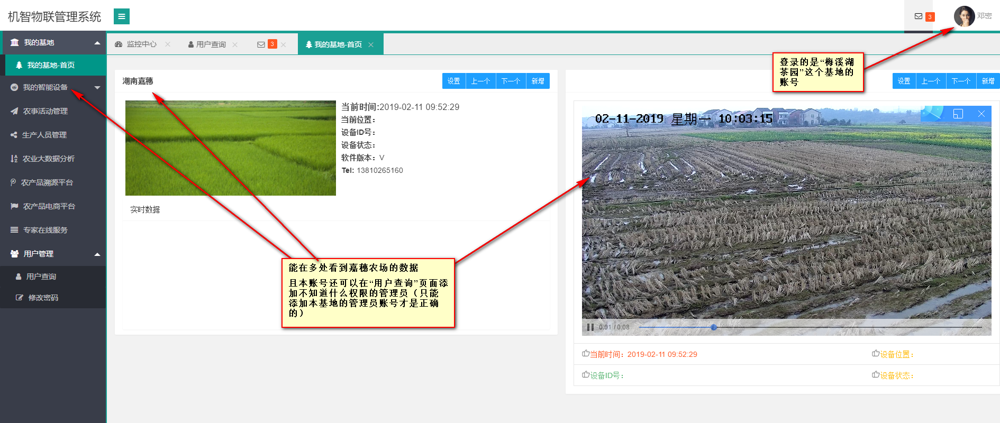 机智物联管理系统
3
邓密
我的基地
我的基地-首页
我的智能设备
农事活动管理
生产人员管理
农业大数据分析
农产品溯源平台
农产品电商平台
专家在线服务
用户管理
用户查询
修改密码
监控中心
用户查询
3
我的基地-首页
登录的是“梅溪湖
茶园”这个基地的
账号
湖南嘉穗
设置 上一个 下一个 新增
当前时间:2019-02-11 09:52:29
当前位置：
设备ID号：
设备状态：
软件版本：V
Tel: 13810265160
实时数据
能在多处看到嘉穗农场的数据
且本账号还可以在“用户查询”页面添
加不知道什么权限的管理员（只能
添加本基地的管理员账号才是正确
的）
设置 上一个 下一个 新增
02-11-2019 星期一 10:03:15
0:01 / 0:08
当前时间：2019-02-11 09:52:29
设备位置：
设备ID号：
设备状态：